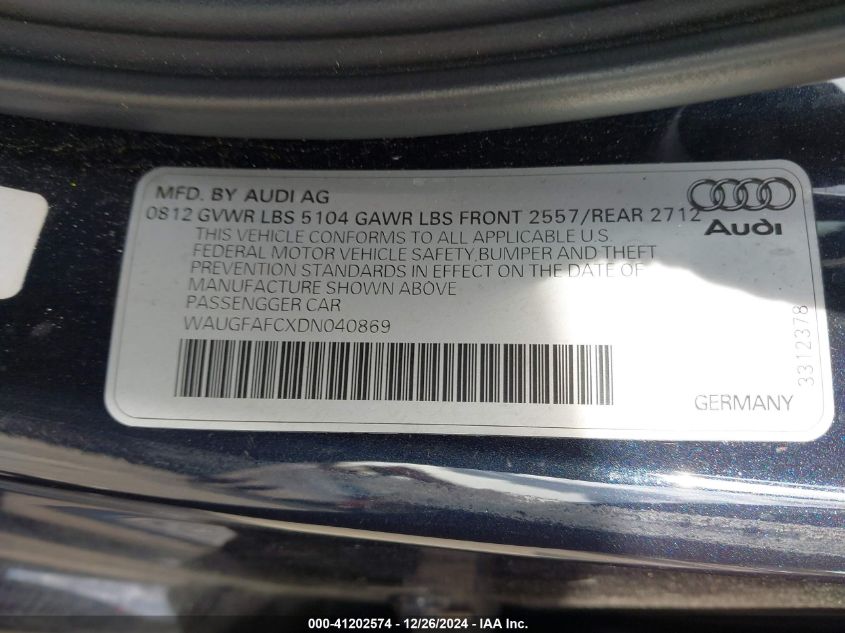 MFD. BY AUDI AG
0812 GVWR LBS 5104 GAWR LBS FRONT 2557/REAR 2712
THIS VEHICLE CONFORMS TO ALL APPLICABLE U.S
FEDERAL MOTOR VEHICLE SAFETY,BUMPER AND THEFT
PREVENTION STANDARDS IN EFFECT ON THE DATE OF
MANUFACTURE SHOWN ABOVE
PASSENGGER CAR
WAUGFAFCXDN040869
Audi
GERMANY
3312378
000-41202574 - 12/26/2024 - IAA Inc.